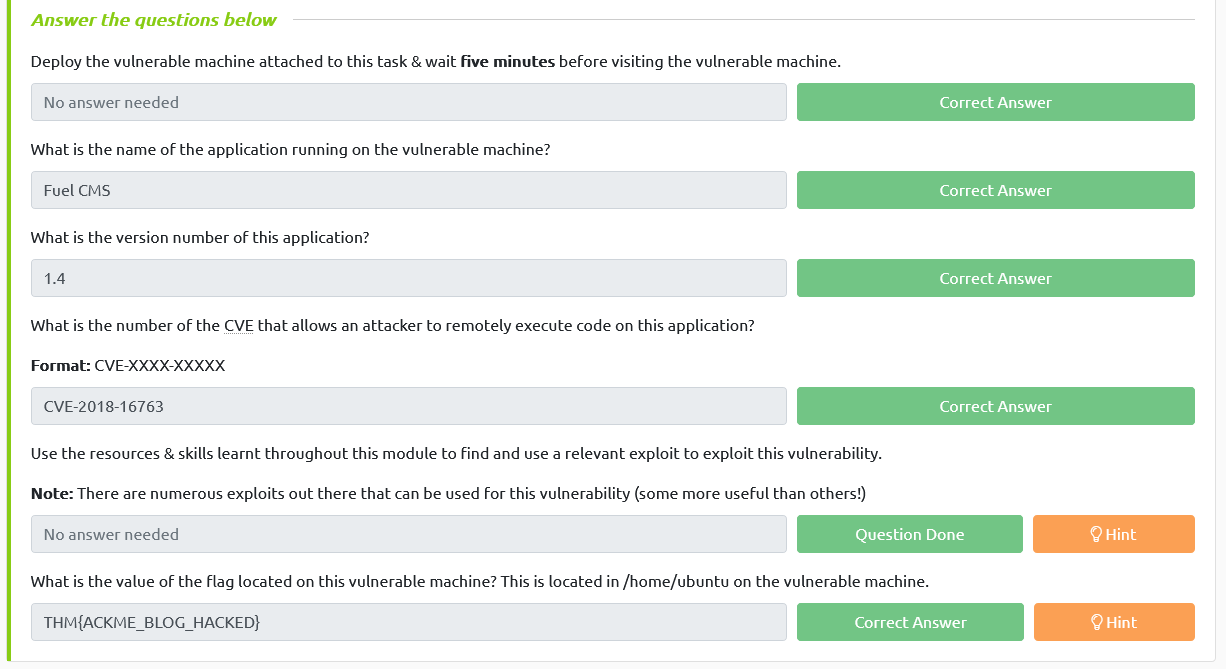 Answer the questions below
Deploy the vulnerable machine attached to this task & wait five minutes before visiting the vulnerable machine.
No answer needed
Correct Answer
What is the name of the application running on the vulnerable machine?
Fuel CMS
Correct Answer
What is the version number of this application?
1.4
Correct Answer
What is the number of the CVE that allows an attacker to remotely execute code on this application?
Format: CVE-XXXX-XXXXX
CVE-2018-16763
Correct Answer
Use the resources & skills learnt throughout this module to find and use a relevant exploit to exploit this vulnerability.
Note: There are numerous exploits out there that can be used for this vulnerability (some more useful than others!)
No answer needed
Question Done
Hint
What is the value of the flag located on this vulnerable machine? This is located in /home/ubuntu on the vulnerable machine.
THM{ACKME_BLOG_HACKED}
Correct Answer
Hint